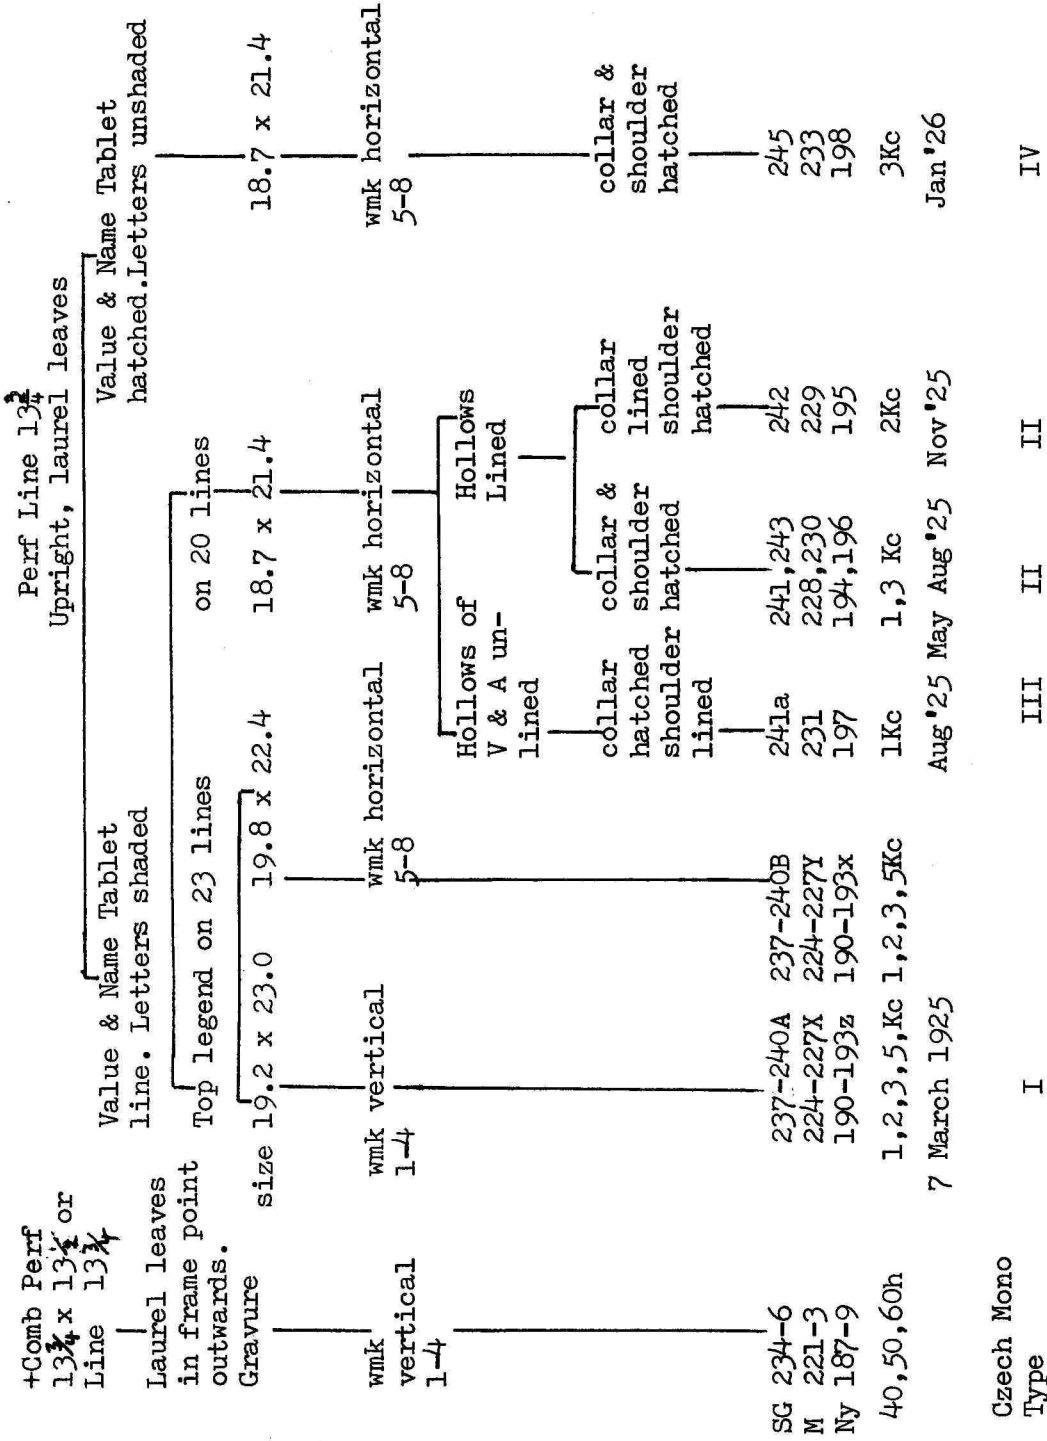 +Comb Perf
13¾ x 13½ or
Line 13¾
Perf Line 13¾
Upright, laurel leaves
Laurel leaves
in frame point
outwards.
Gravure
Value & Name Tablet
line. Letters shaded
Value & Name Tablet
hatched.Letters unshaded
Top legend on 23 lines
on 20 lines
size 19.2 x 23.0
19.8 x 22.4
18.7 x 21.4
18.7 x 21.4
wmk
vertical
1-4
wmk vertical
1-4
wmk horizontal
5-8
wmk horizontal
5-8
wmk horizontal
5-8
Hollows of
V & A un-
lined
Hollows
Lined
collar
hatched
shoulder
lined
collar &
shoulder
hatched
collar
lined
shoulder
hatched
collar &
shoulder
hatched
SG 234-6 237-240A 237-240B 241a 241,243 242 245
M 221-3 224-227X 224-227Y 231 228,230 229 233
Ny 187-9 190-193z 190-193x 197 194,196 195 198
40,50,60h 1,2,3,5,Kc 1,2,3,5Kc 1Kc 1,3 Kc 2Kc 3Kc
7 March 1925 Aug'25 May Aug'25 Nov'25 Jan'26
Czech Mono
Type I III II II IV